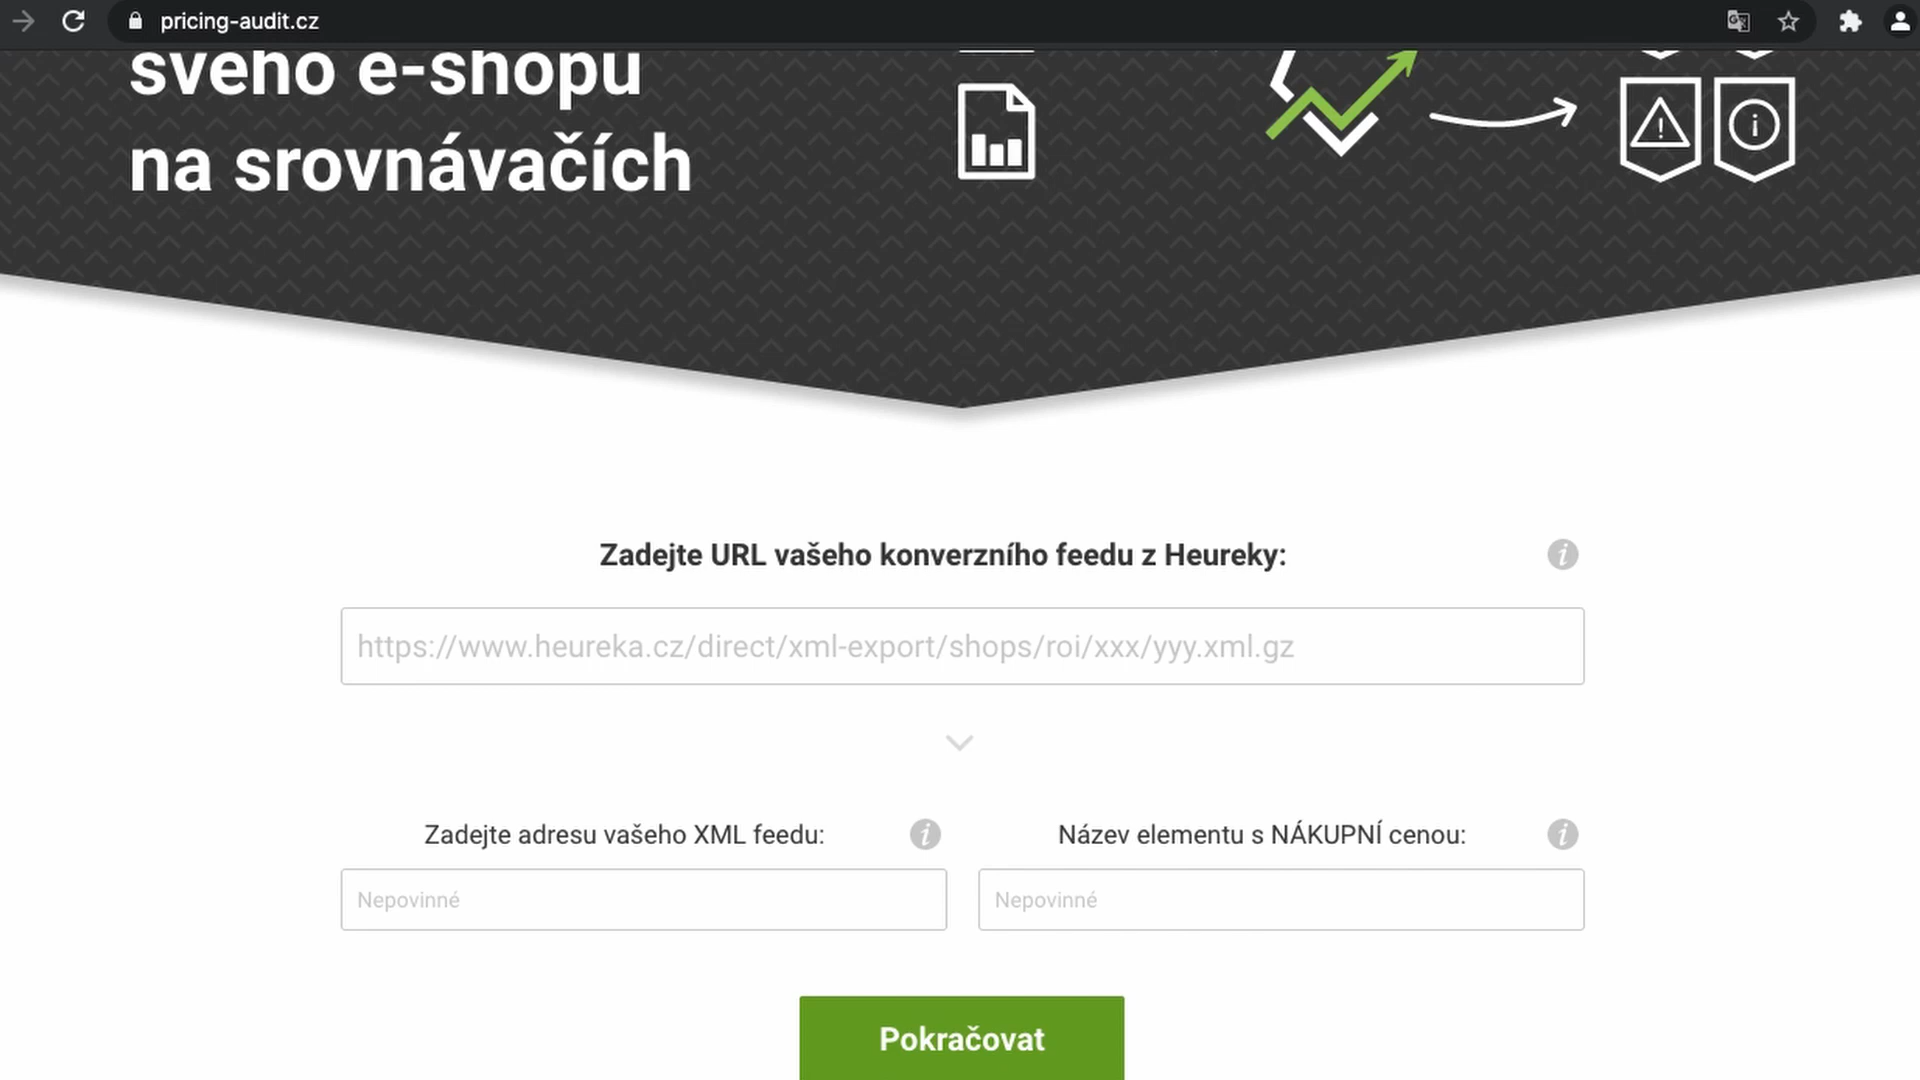 pricing-audit.cz
svého e-shopu
na srovnávačích
Zadejte URL vašeho konverzního feedu z Heureky:
https://www.heureka.cz/direct/xml-export/shops/roi/xxx/yyy.xml.gz
Zadejte adresu vašeho XML feedu:
Název elementu s NÁKUPNÍ cenou:
Nepovinné
Nepovinné
Pokračovat